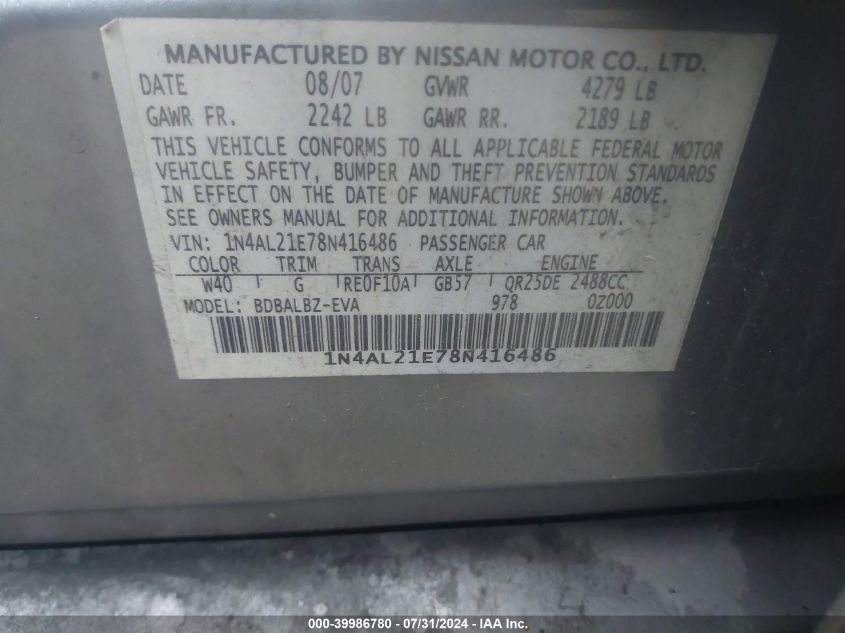 MANUFACTURED BY NISSAN MOTOR CO., LTD.
DATE 08/07 GVWR 4279 LB
GAWR FR. 2242 LB GAWR RR. 2189 LB
THIS VEHICLE CONFORMS TO ALL APPLICABLE FEDERAL MOTOR
VEHICLE SAFETY, BUMPER AND THEFT PREVENTION STANDARDS
IN EFFECT ON THE DATE OF MANUFACTURE SHOWN ABOVE.
SEE OWNERS MANUAL FOR ADDITIONAL INFORMATION.
VIN: 1N4AL21E78N416486 PASSENGER CAR
COLOR TRIM TRANS AXLE ENGINE
W40 G RE0F10A GB57 QR25DE 2488CC
MODEL: BDBALBZ-EVA 978 0Z000
1N4AL21E78N416486
000-39986780 - 07/31/2024 - IAA Inc.